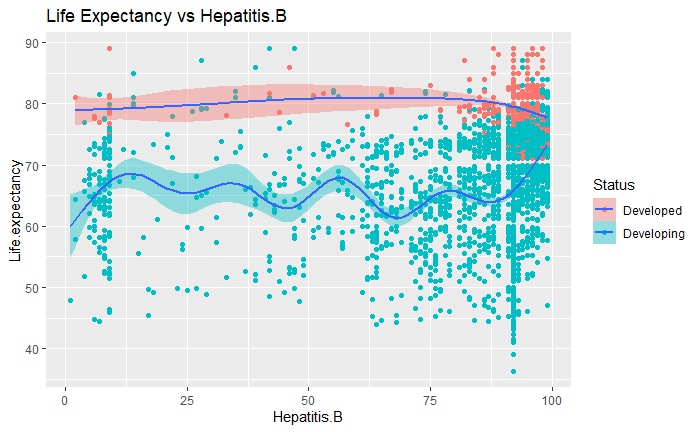 Life Expectancy vs Hepatitis.B
Life.expectancy
90
80
70
60
50
40
0
25
50
75
100
Hepatitis.B
Status
Developed
Developing